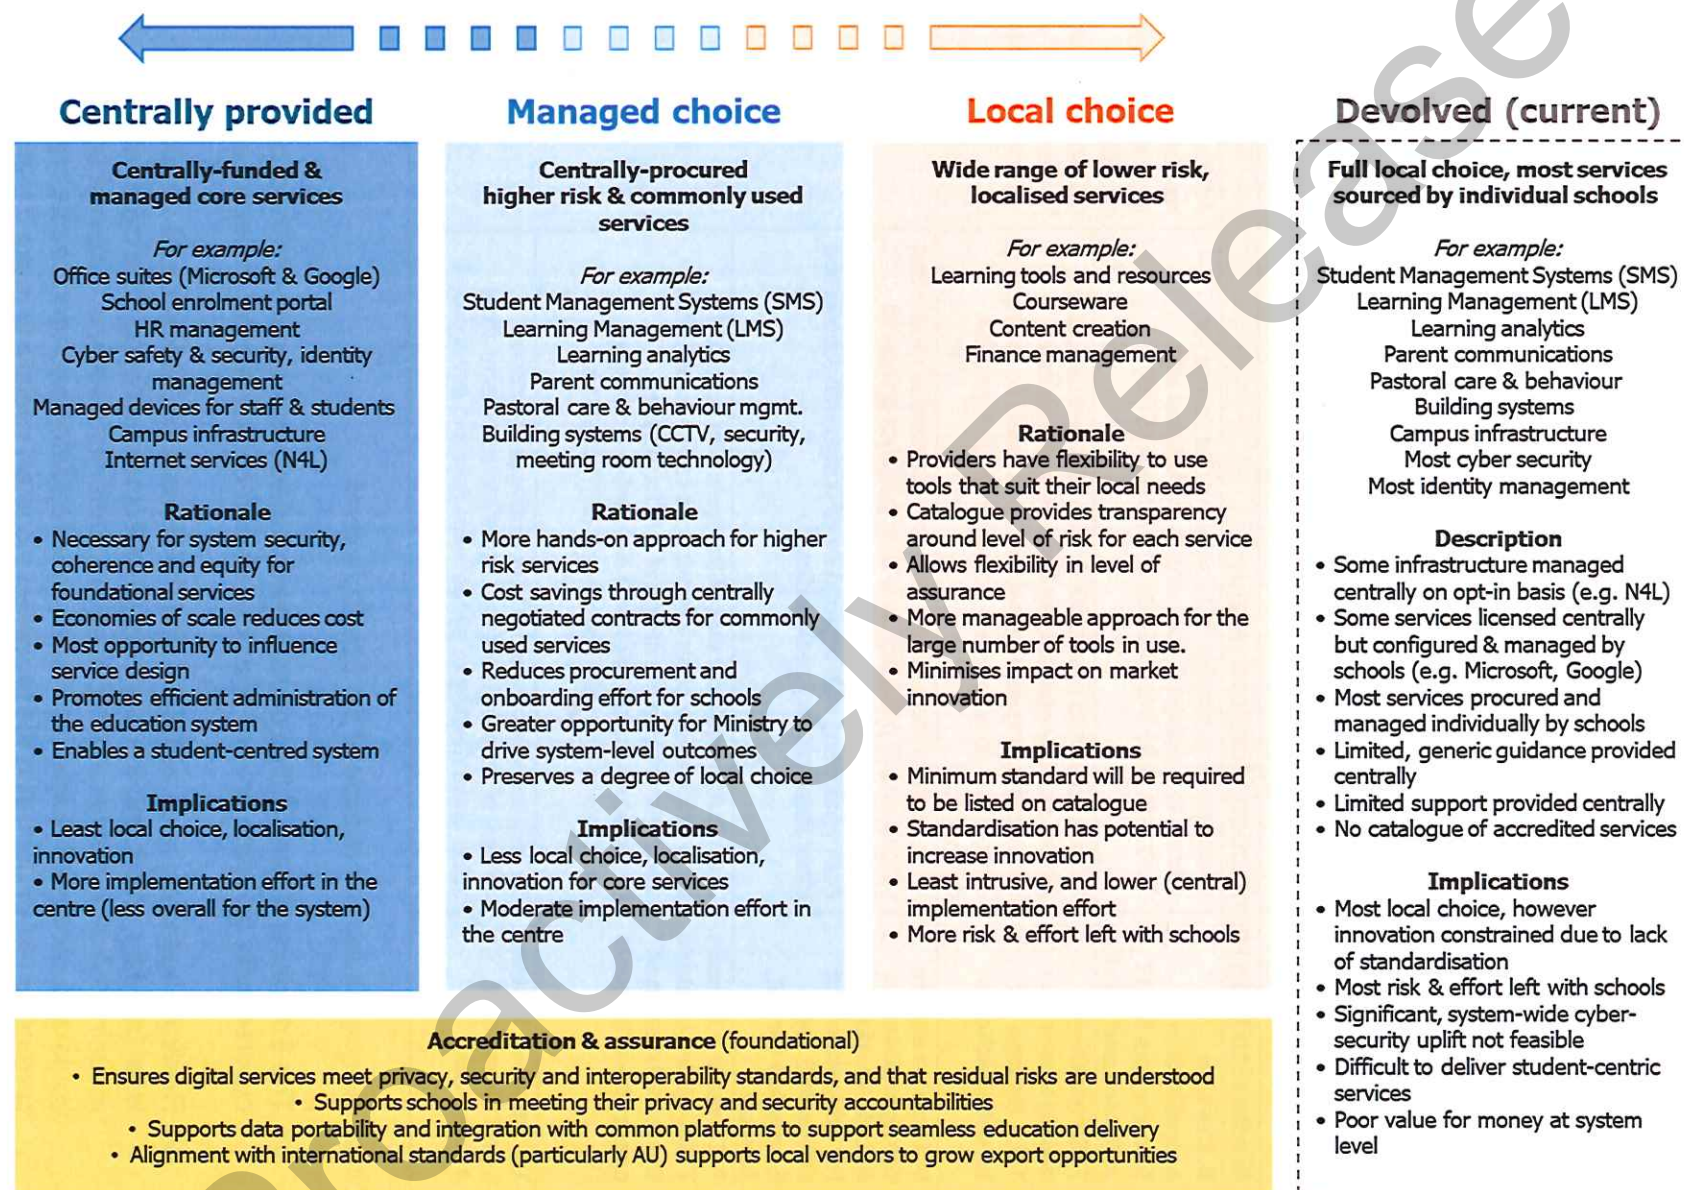 Centrally provided
Centrally-funded &
managed core services
For example:
Office suites (Microsoft & Google)
School enrolment portal
HR management
Cyber safety & security, identity
management
Managed devices for staff & students
Campus infrastructure
Internet services (N4L)
Rationale
• Necessary for system security,
coherence and equity for
foundational services
• Economies of scale reduces cost
• Most opportunity to influence
service design
• Promotes efficient administration of
the education system
• Enables a student-centred system
Implications
• Least local choice, localisation,
innovation
• More implementation effort in the
centre (less overall for the system)
Managed choice
Centrally-procured
higher risk & commonly used
services
For example:
Student Management Systems (SMS)
Learning Management (LMS)
Learning analytics
Parent communications
Pastoral care & behaviour mgmt.
Building systems (CCTV, security,
meeting room technology)
Rationale
• More hands-on approach for higher
risk services
• Cost savings through centrally
negotiated contracts for commonly
used services
• Reduces procurement and
onboarding effort for schools
• Greater opportunity for Ministry to
drive system-level outcomes
• Preserves a degree of local choice
Implications
• Less local choice, localisation,
innovation for core services
• Moderate implementation effort in
the centre
Local choice
Wide range of lower risk,
localised services
For example:
Learning tools and resources
Courseware
Content creation
Finance management
Rationale
• Providers have flexibility to use
tools that suit their local needs
• Catalogue provides transparency
around level of risk for each service
• Allows flexibility in level of
assurance
• More manageable approach for the
large number of tools in use.
• Minimises impact on market
innovation
Implications
• Minimum standard will be required
to be listed on catalogue
• Standardisation has potential to
increase innovation
• Least intrusive, and lower (central)
implementation effort
• More risk & effort left with schools
Devolved (current)
Full local choice, most services
sourced by individual schools
For example:
Student Management Systems (SMS)
Learning Management (LMS)
Learning analytics
Parent communications
Pastoral care & behaviour
Building systems
Campus infrastructure
Most cyber security
Most identity management
Description
• Some infrastructure managed
centrally on opt-in basis (e.g. N4L)
• Some services licensed centrally
but configured & managed by
schools (e.g. Microsoft, Google)
• Most services procured and
managed individually by schools
• Limited, generic guidance provided
centrally
• Limited support provided centrally
• No catalogue of accredited services
Implications
• Most local choice, however
innovation constrained due to lack
of standardisation
• Most risk & effort left with schools
• Significant, system-wide cyber-
security uplift not feasible
• Difficult to deliver student-centric
services
• Poor value for money at system
level
Accreditation & assurance (foundational)
• Ensures digital services meet privacy, security and interoperability standards, and that residual risks are understood
• Supports schools in meeting their privacy and security accountabilities
• Supports data portability and integration with common platforms to support seamless education delivery
• Alignment with international standards (particularly AU) supports local vendors to grow export opportunities
roactively Release